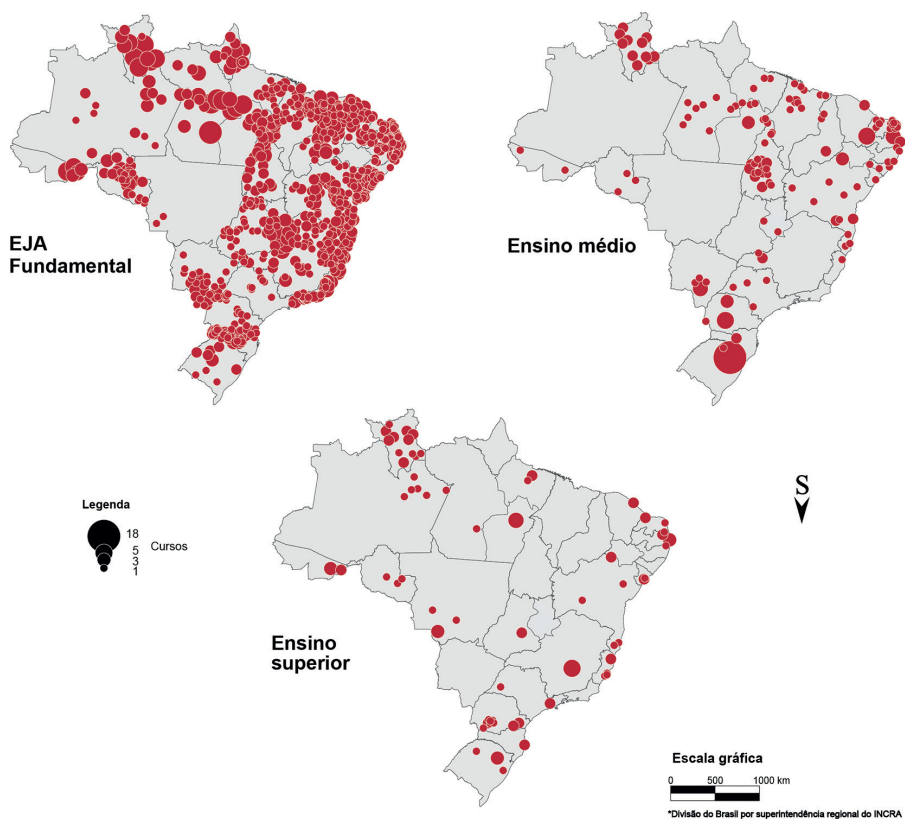 EJA
Fundamental
Ensino médio
Ensino
superior
Legenda
18
5
3
1
Cursos
S
Escala gráfica
0 500 1000 km
*Divisão do Brasil por superintendência regional do INCRA